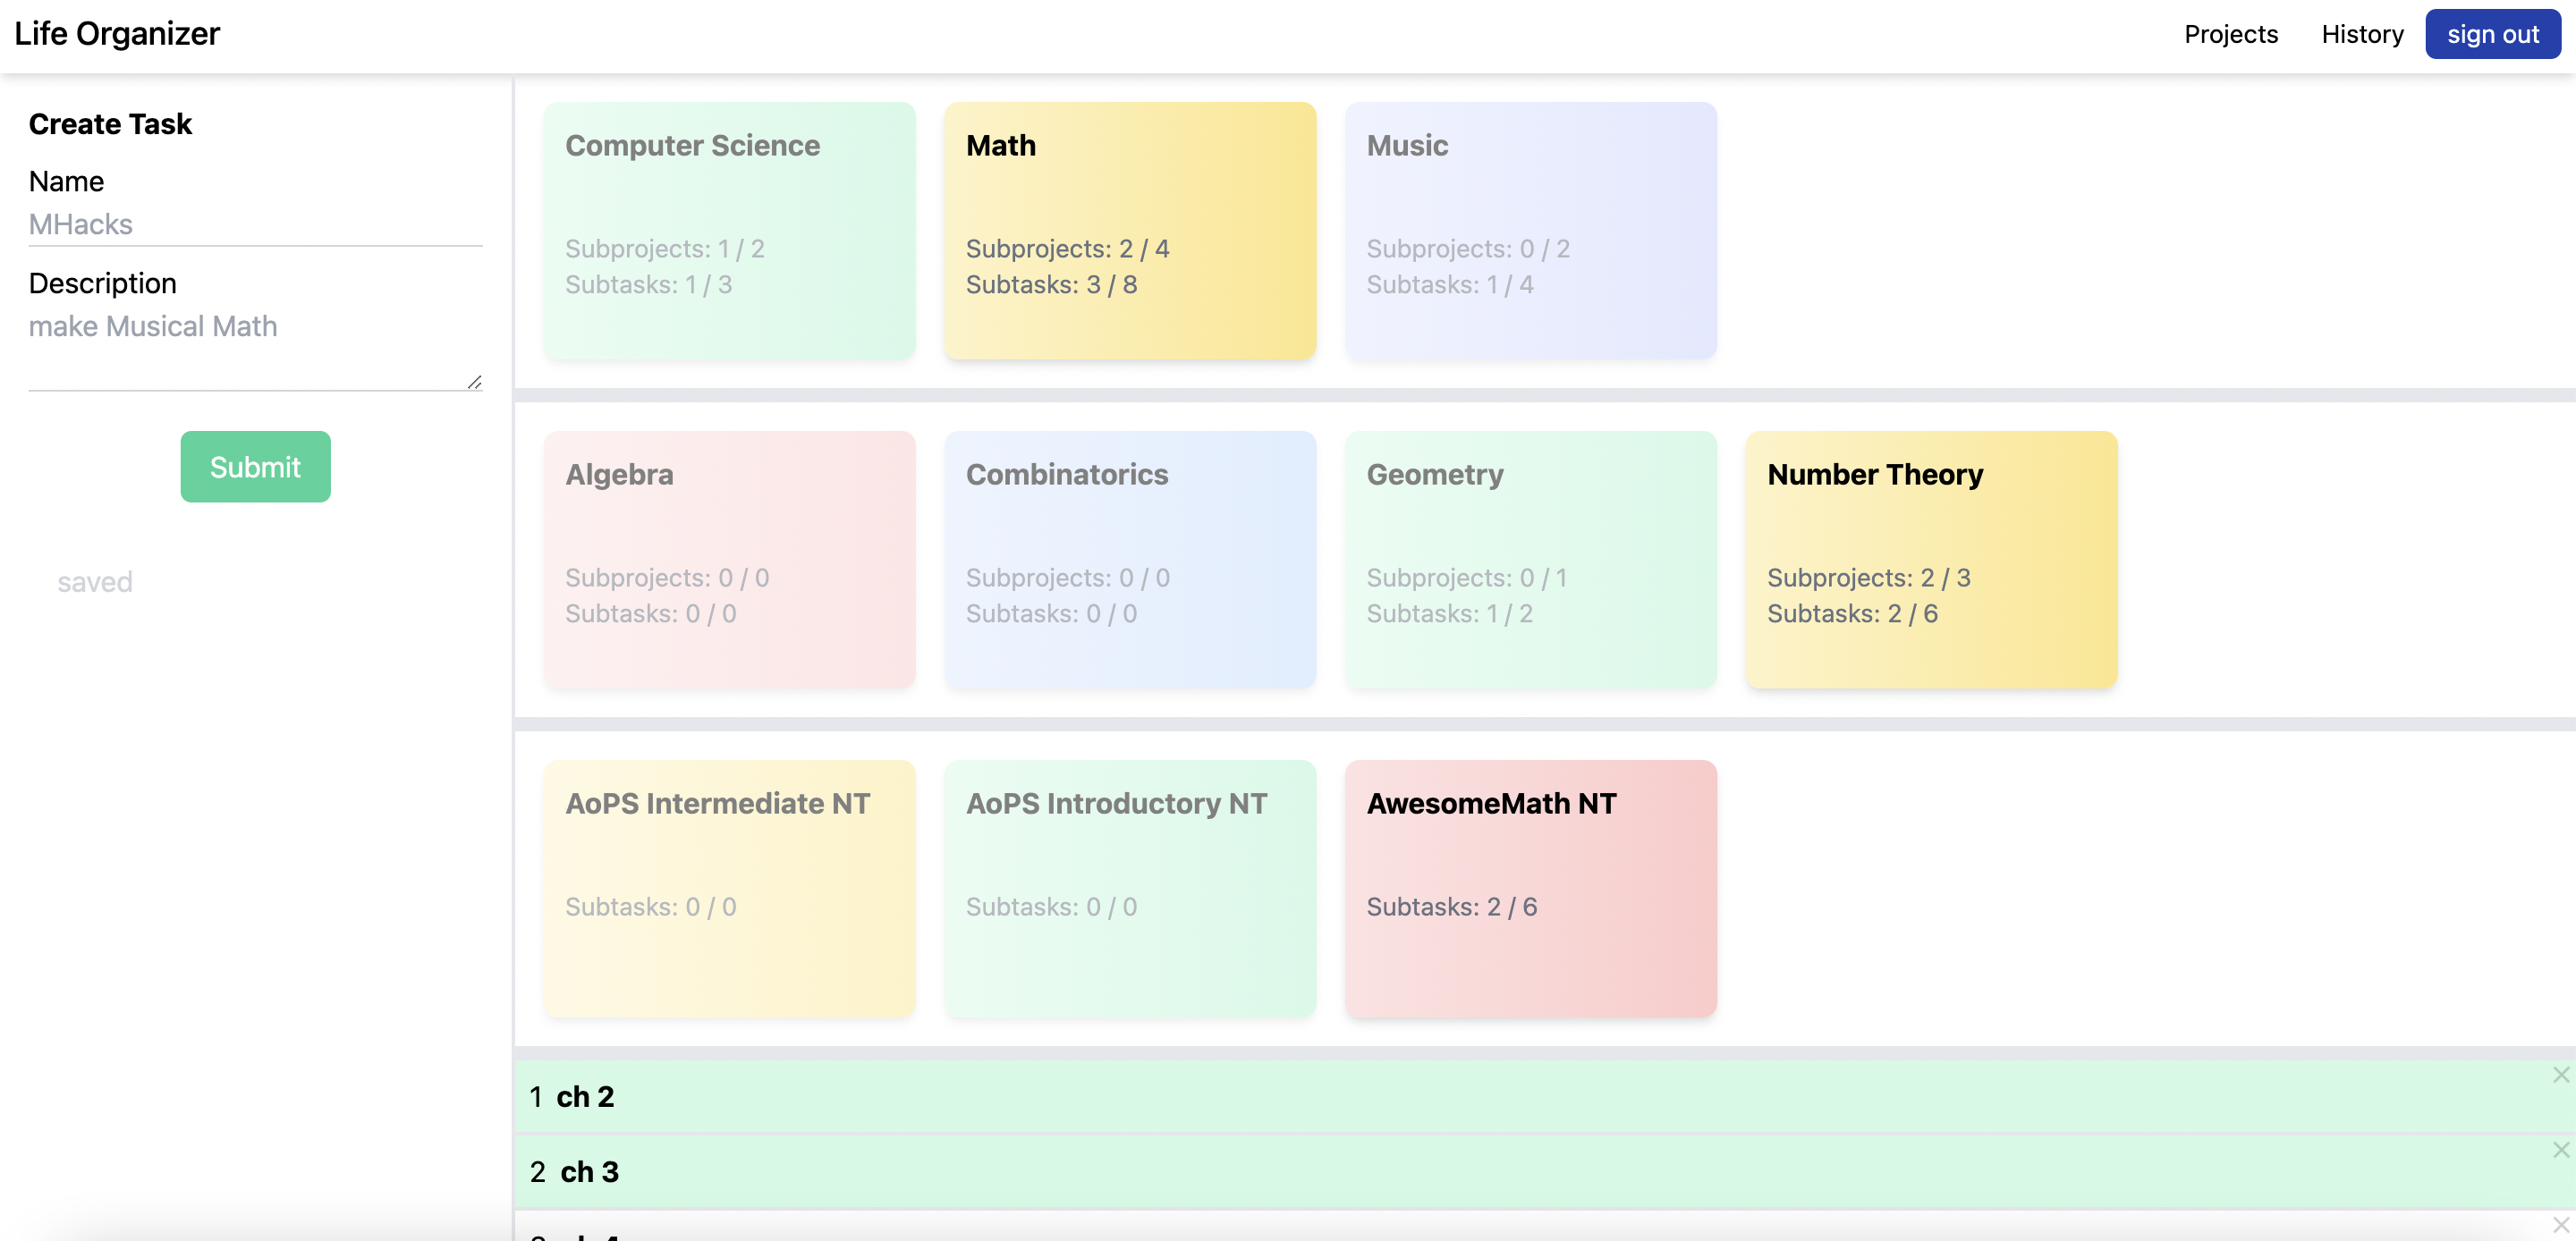 Life Organizer
Projects
History
sign out
Create Task
Name
MHacks
Description
make Musical Math
Submit
saved
Computer Science
Subprojects: 1 / 2
Subtasks: 1 / 3
Math
Subprojects: 2 / 4
Subtasks: 3 / 8
Music
Subprojects: 0 / 2
Subtasks: 1 / 4
Algebra
Subprojects: 0 / 0
Subtasks: 0 / 0
Combinatorics
Subprojects: 0 / 0
Subtasks: 0 / 0
Geometry
Subprojects: 0 / 1
Subtasks: 1 / 2
Number Theory
Subprojects: 2 / 3
Subtasks: 2 / 6
AoPS Intermediate NT
Subtasks: 0 / 0
AoPS Introductory NT
Subtasks: 0 / 0
AwesomeMath NT
Subtasks: 2 / 6
1 ch 2
2 ch 3